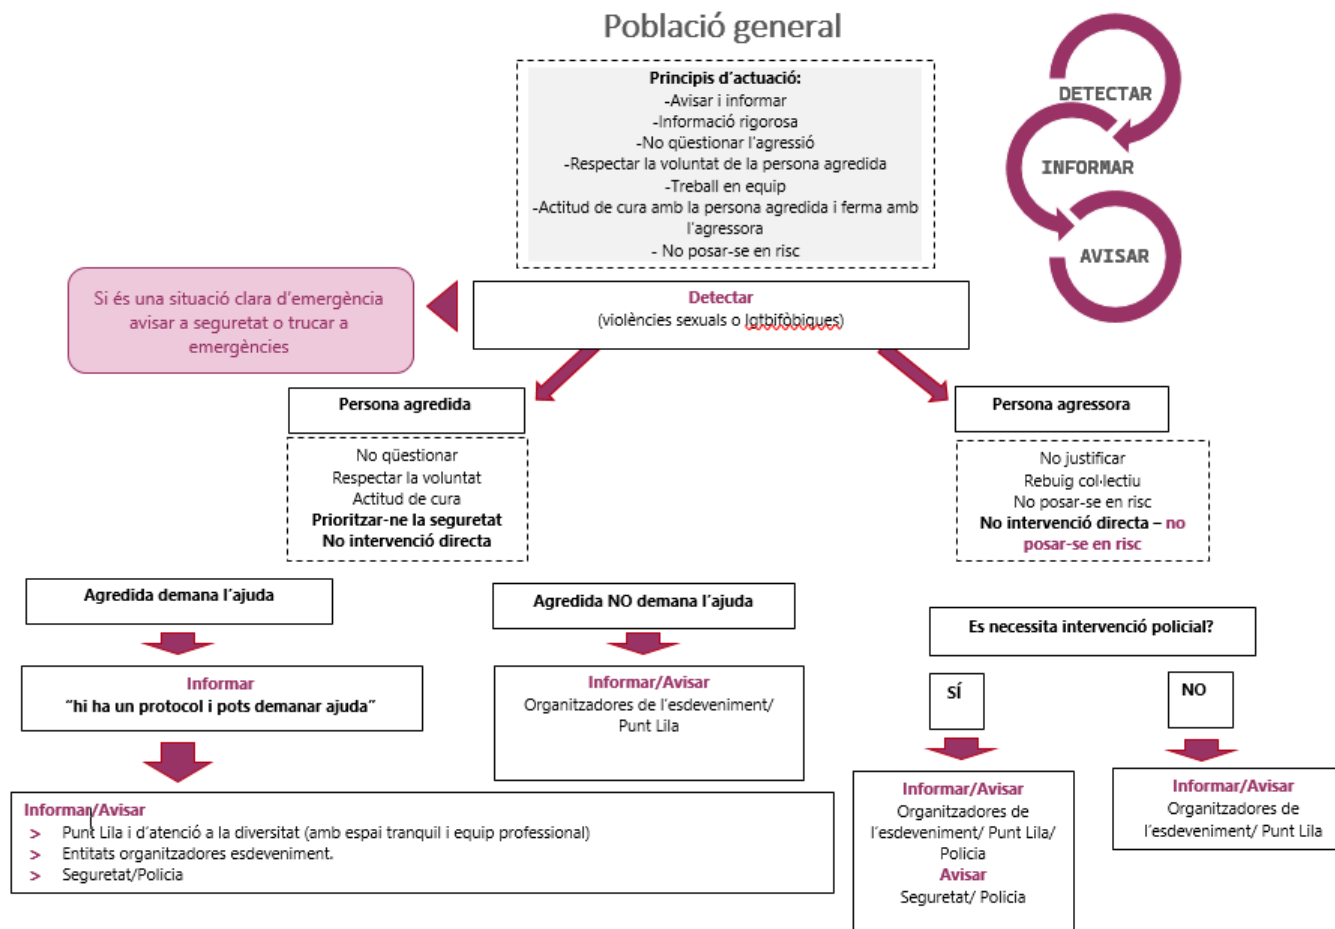 Població general
Principis d'actuació:
-Avisar i informar
-Informació rigorosa
-No qüestionar l'agressió
-Respectar la voluntat de la persona agredida
-Treball en equip
-Actitud de cura amb la persona agredida i ferma amb
l'agressora
- No posar-se en risc
DETECTAR
INFORMAR
AVISAR
Si és una situació clara d'emergència
avisar a seguretat o trucar a
emergències
Detectar
(violències sexuals o lgtbifòbiques)
Persona agredida
No qüestionar
Respectar la voluntat
Actitud de cura
Prioritzar-ne la seguretat
No intervenció directa
Persona agressora
No justificar
Rebuig col·lectiu
No posar-se en risc
No intervenció directa – no
posar-se en risc
Agredida demana l'ajuda
Informar
"hi ha un protocol i pots demanar ajuda"
Agredida NO demana l'ajuda
Informar/Avisar
Organitzadores de l'esdeveniment/
Punt Lila
Informar/Avisar
> Punt Lila i d'atenció a la diversitat (amb espai tranquil i equip professional)
> Entitats organitzadores esdeveniment.
> Seguretat/Policia
Es necessita intervenció policial?
SÍ
Informar/Avisar
Organitzadores de
l'esdeveniment/ Punt Lila/
Policia
Avisar
Seguretat/ Policia
NO
Informar/Avisar
Organitzadores de
l'esdeveniment/ Punt Lila